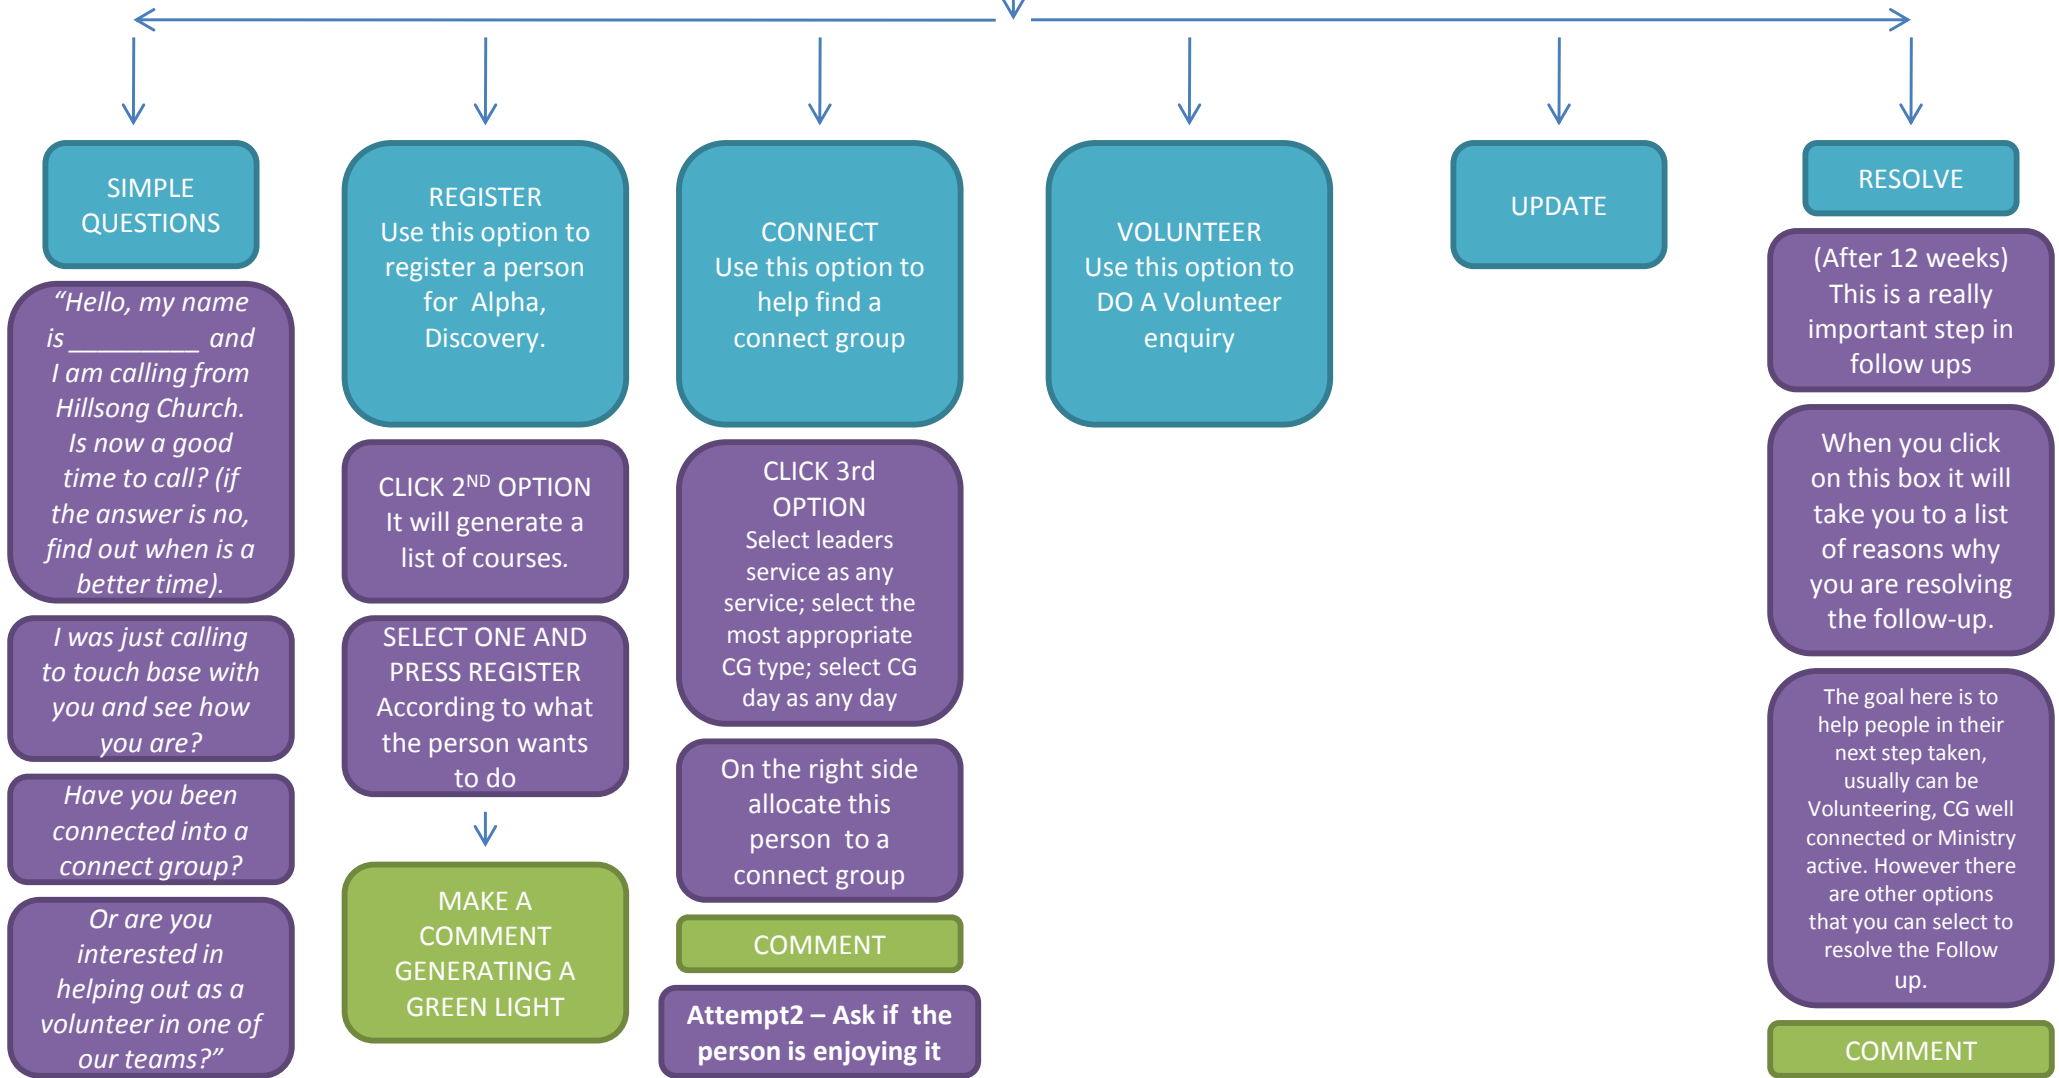 SIMPLE
QUESTIONS
“Hello, my name
is _________ and
I am calling from
Hillsong Church.
Is now a good
time to call? (if
the answer is no,
find out when is a
better time).
I was just calling
to touch base with
you and see how
you are?
Have you been
connected into a
connect group?
Or are you
interested in
helping out as a
volunteer in one of
our teams?”
REGISTER
Use this option to
register a person
for Alpha,
Discovery.
CLICK 2ND OPTION
It will generate a
list of courses.
SELECT ONE AND
PRESS REGISTER
According to what
the person wants
to do
MAKE A
COMMENT
GENERATING A
GREEN LIGHT
CONNECT
Use this option to
help find a
connect group
CLICK 3rd
OPTION
Select leaders
service as any
service; select the
most appropriate
CG type; select CG
day as any day
On the right side
allocate this
person to a
connect group
COMMENT
Attempt2 – Ask if the
person is enjoying it
VOLUNTEER
Use this option to
DO A Volunteer
enquiry
UPDATE
RESOLVE
(After 12 weeks)
This is a really
important step in
follow ups
When you click
on this box it will
take you to a list
of reasons why
you are resolving
the follow-up.
The goal here is to
help people in their
next step taken,
usually can be
Volunteering, CG well
connected or Ministry
active. However there
are other options
that you can select to
resolve the Follow
up.
COMMENT